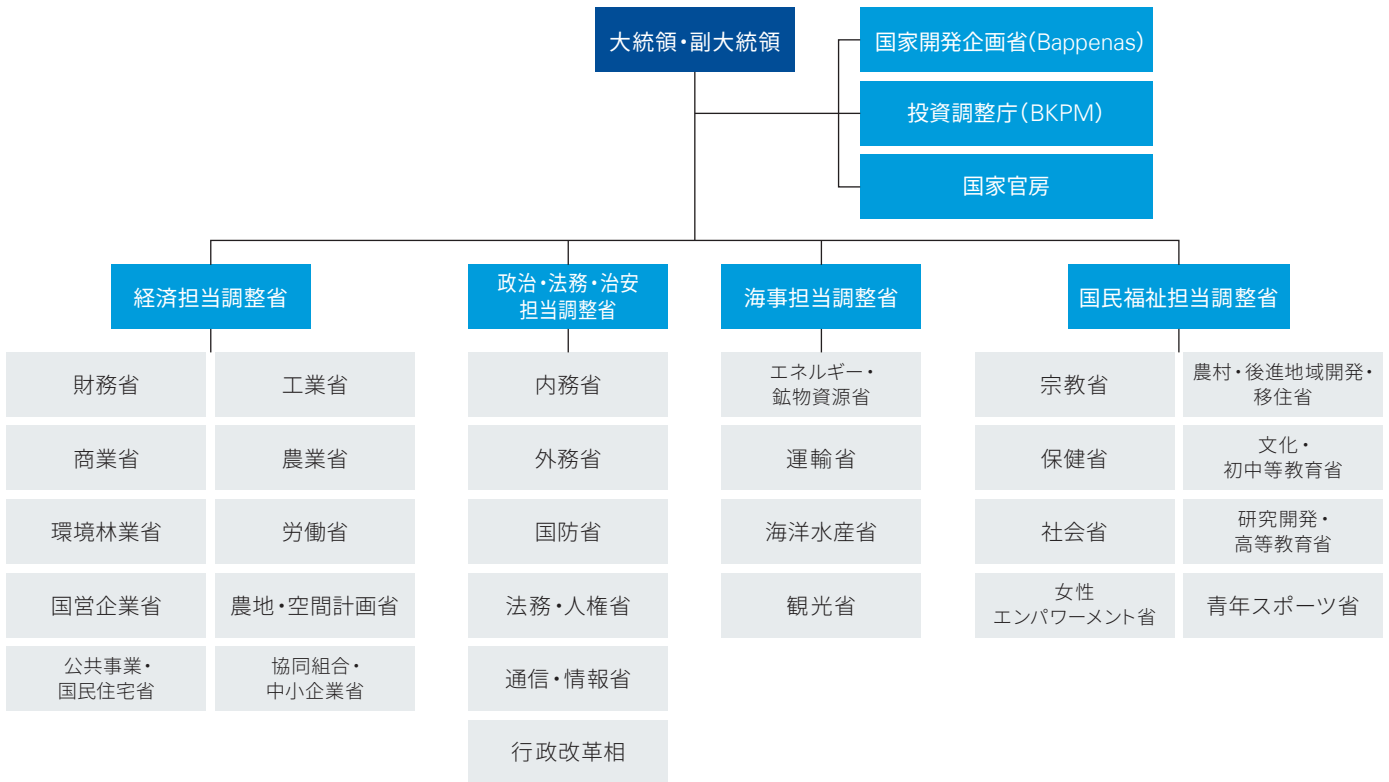 大統領・副大統領
国家開発企画省(Bappenas)
投資調整庁(BKPM)
国家官房
経済担当調整省
政治・法務・治安
担当調整省
海事担当調整省
国民福祉担当調整省
財務省
工業省
商業省
農業省
環境林業省
労働省
国営企業省
農地・空間計画省
公共事業・
国民住宅省
協同組合・
中小企業省
内務省
外務省
国防省
法務・人権省
通信・情報省
行政改革相
エネルギー・
鉱物資源省
運輸省
海洋水産省
観光省
宗教省
農村・後進地域開発・
移住省
保健省
文化・
初中等教育省
社会省
研究開発・
高等教育省
女性
エンパワーメント省
青年スポーツ省